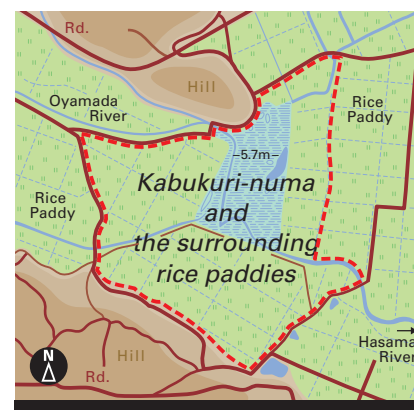 Rd.
Hill
Oyamada
River
Rice
Paddy
5.7m
Kabukuri-numa
and
the surrounding
rice paddies
Rice
Paddy
Hasama
River
Hill
Rd.
N